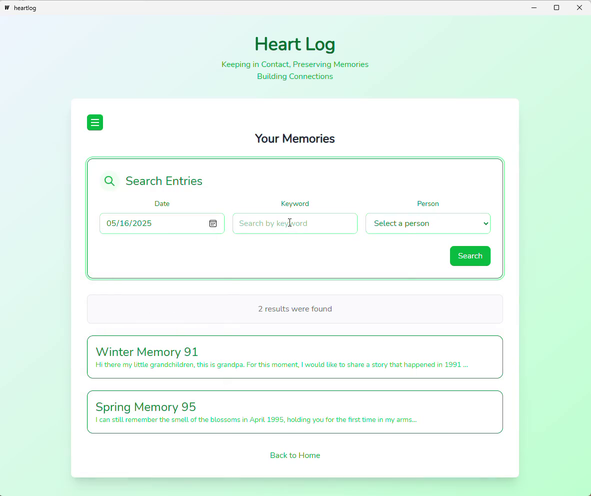 heartlog
Heart Log
Keeping in Contact, Preserving Memories
Building Connections
Your Memories
Search Entries
Date Keyword Person
05/16/2025 Search by keyword Select a person
Search
2 results were found
Winter Memory 91
Hi there my little grandchildren, this is grandpa. For this moment, I would like to share a story that happened in 1991 ...
Spring Memory 95
I can still remember the smell of the blossoms in April 1995, holding you for the first time in my arms...
Back to Home